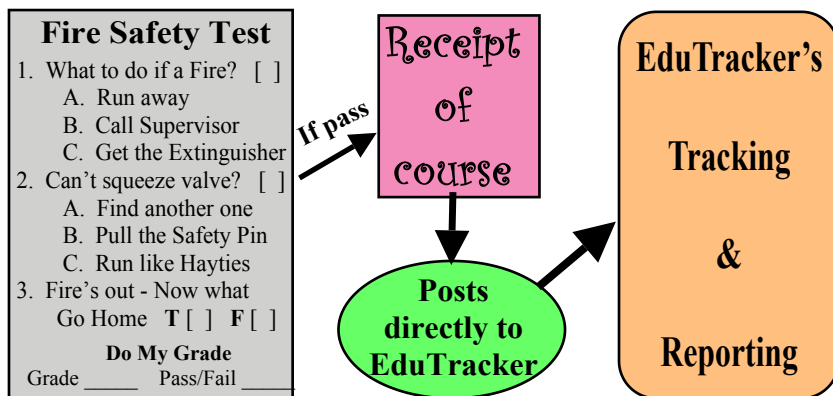 Fire Safety Test
1. What to do if a Fire? [ ]
A. Run away
B. Call Supervisor
C. Get the Extinguisher
2. Can't squeeze valve? [ ]
A. Find another one
B. Pull the Safety Pin
C. Run like Hayties
3. Fire's out - Now what
Go Home T [ ] F [ ]
Do My Grade
Grade _____ Pass/Fail _____
If pass
Receipt
of
course
Posts
directly to
EduTracker
EduTracker's
Tracking
&
Reporting